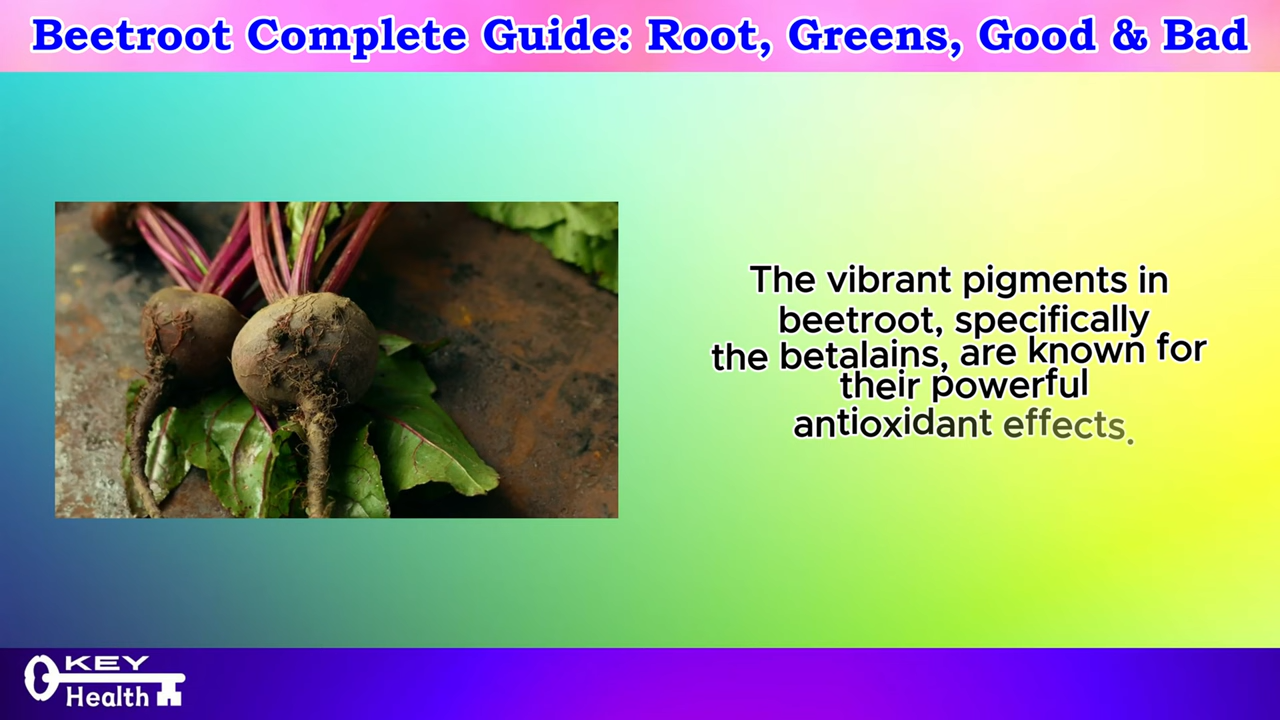 Beetroot Complete Guide: Root, Greens, Good & Bad
The vibrant pigments in
beetroot, specifically
the betalains, are known for
their powerful
antioxidant effects.
KEY
Health